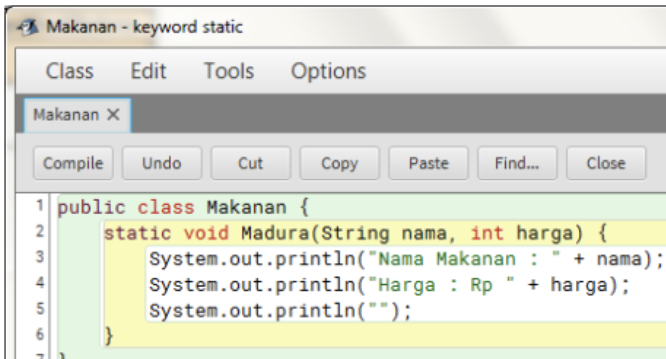 Makanan - keyword static
Class Edit Tools Options
Makanan X
Compile Undo Cut Copy Paste Find... Close
1 public class Makanan {
2 static void Madura(String nama, int harga) {
3 System.out.println("Nama Makanan : " + nama);
4 System.out.println("Harga : Rp " + harga);
5 System.out.println("");
6 }
7 }